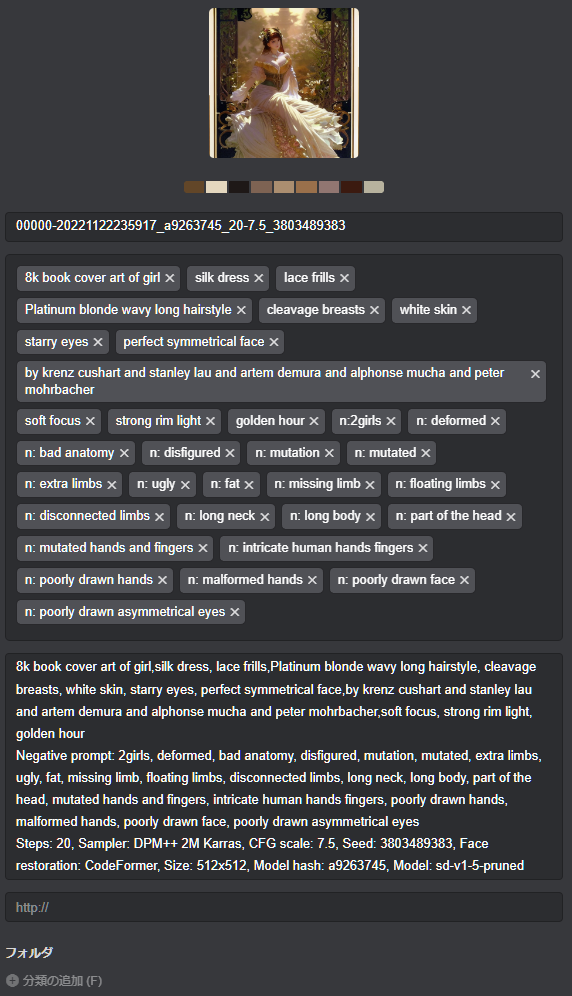 00000-20221122235917_a9263745_20-7.5_3803489383
8k book cover art of girl × silk dress × lace frills ×
Platinum blonde wavy long hairstyle × cleavage breasts × white skin ×
starry eyes × perfect symmetrical face ×
by krenz cushart and stanley lau and artem demura and alphonse mucha and peter ×
mohrbacher
soft focus × strong rim light × golden hour × n:2girls × n: deformed ×
n: bad anatomy × n: disfigured × n: mutation × n: mutated ×
n: extra limbs × n: ugly × n: fat × n: missing limb × n: floating limbs ×
n: disconnected limbs × n: long neck × n: long body × n: part of the head ×
n: mutated hands and fingers × n: intricate human hands fingers ×
n: poorly drawn hands × n: malformed hands × n: poorly drawn face ×
n: poorly drawn asymmetrical eyes ×
8k book cover art of girl,silk dress, lace frills,Platinum blonde wavy long hairstyle, cleavage
breasts, white skin, starry eyes, perfect symmetrical face,by krenz cushart and stanley lau
and artem demura and alphonse mucha and peter mohrbacher,soft focus, strong rim light,
golden hour
Negative prompt: 2girls, deformed, bad anatomy, disfigured, mutation, mutated, extra limbs,
ugly, fat, missing limb, floating limbs, disconnected limbs, long neck, long body, part of the
head, mutated hands and fingers, intricate human hands fingers, poorly drawn hands,
malformed hands, poorly drawn face, poorly drawn asymmetrical eyes
Steps: 20, Sampler: DPM++ 2M Karras, CFG scale: 7.5, Seed: 3803489383, Face
restoration: CodeFormer, Size: 512x512, Model hash: a9263745, Model: sd-v1-5-pruned
http://
フォルダ
分類の追加 (F)